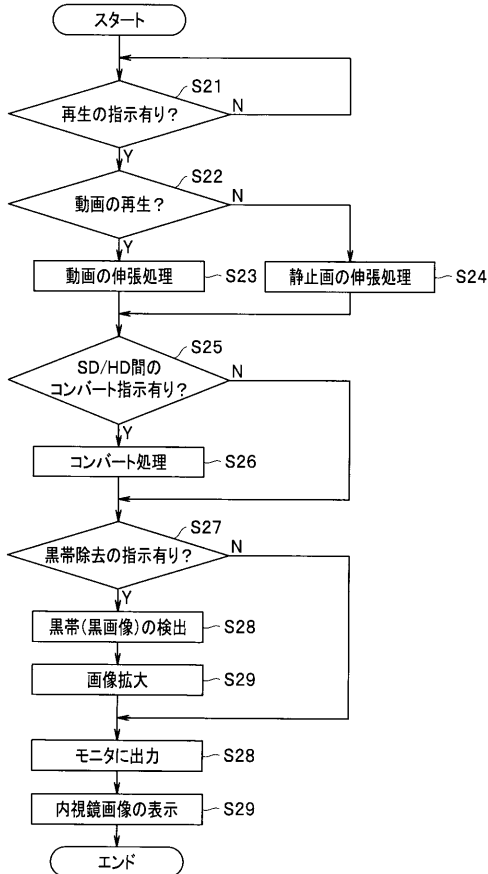 スタート
S21
再生の指示有り?
N
Y
S22
動画の再生?
N
Y
動画の伸張処理
S23
静止画の伸張処理
S24
S25
SD/HD間の
コンバート指示有り?
N
Y
コンバート処理
S26
S27
黒帯除去の指示有り?
N
Y
黒帯(黒画像)の検出
S28
画像拡大
S29
モニタに出力
S28
内視鏡画像の表示
S29
エンド